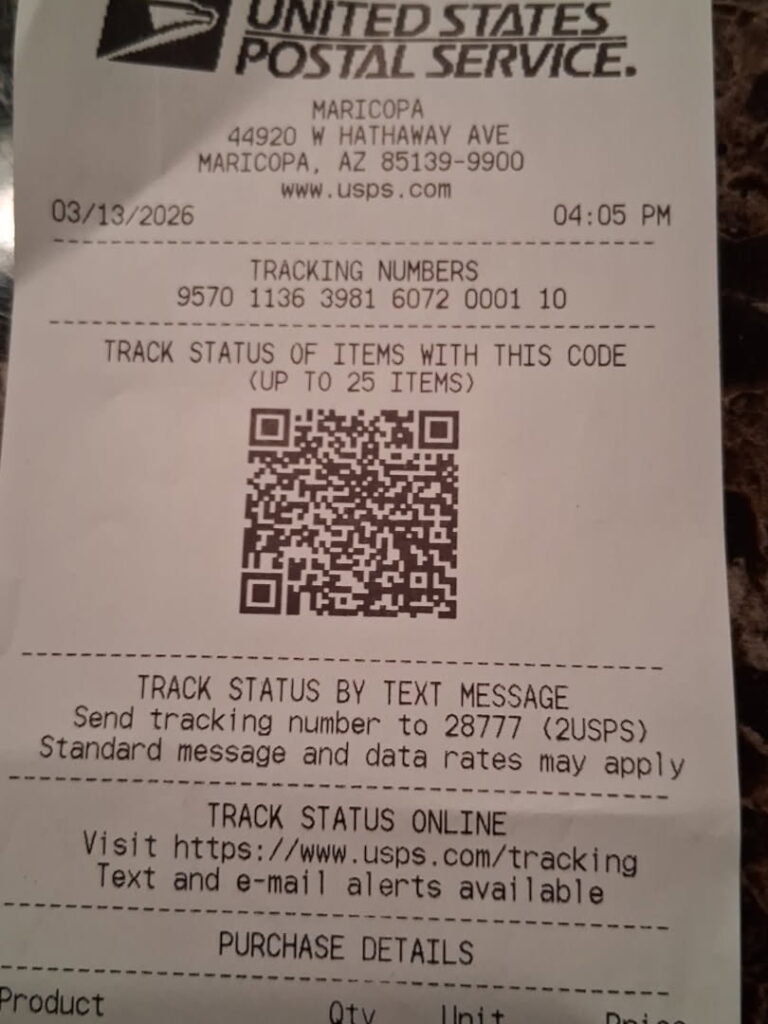 UNITED STATES
POSTAL SERVICE.
MARICOPA
44920 W HATHAWAY AVE
MARICOPA, AZ 85139-9900
www.usps.com
03/13/2026 04:05 PM
TRACKING NUMBERS
9570 1136 3981 6072 0001 10
TRACK STATUS OF ITEMS WITH THIS CODE
(UP TO 25 ITEMS)
TRACK STATUS BY TEXT MESSAGE
Send tracking number to 28777 (2USPS)
Standard message and data rates may apply
TRACK STATUS ONLINE
Visit https://www.usps.com/tracking
Text and e-mail alerts available
PURCHASE DETAILS
Product Qty Unit Price